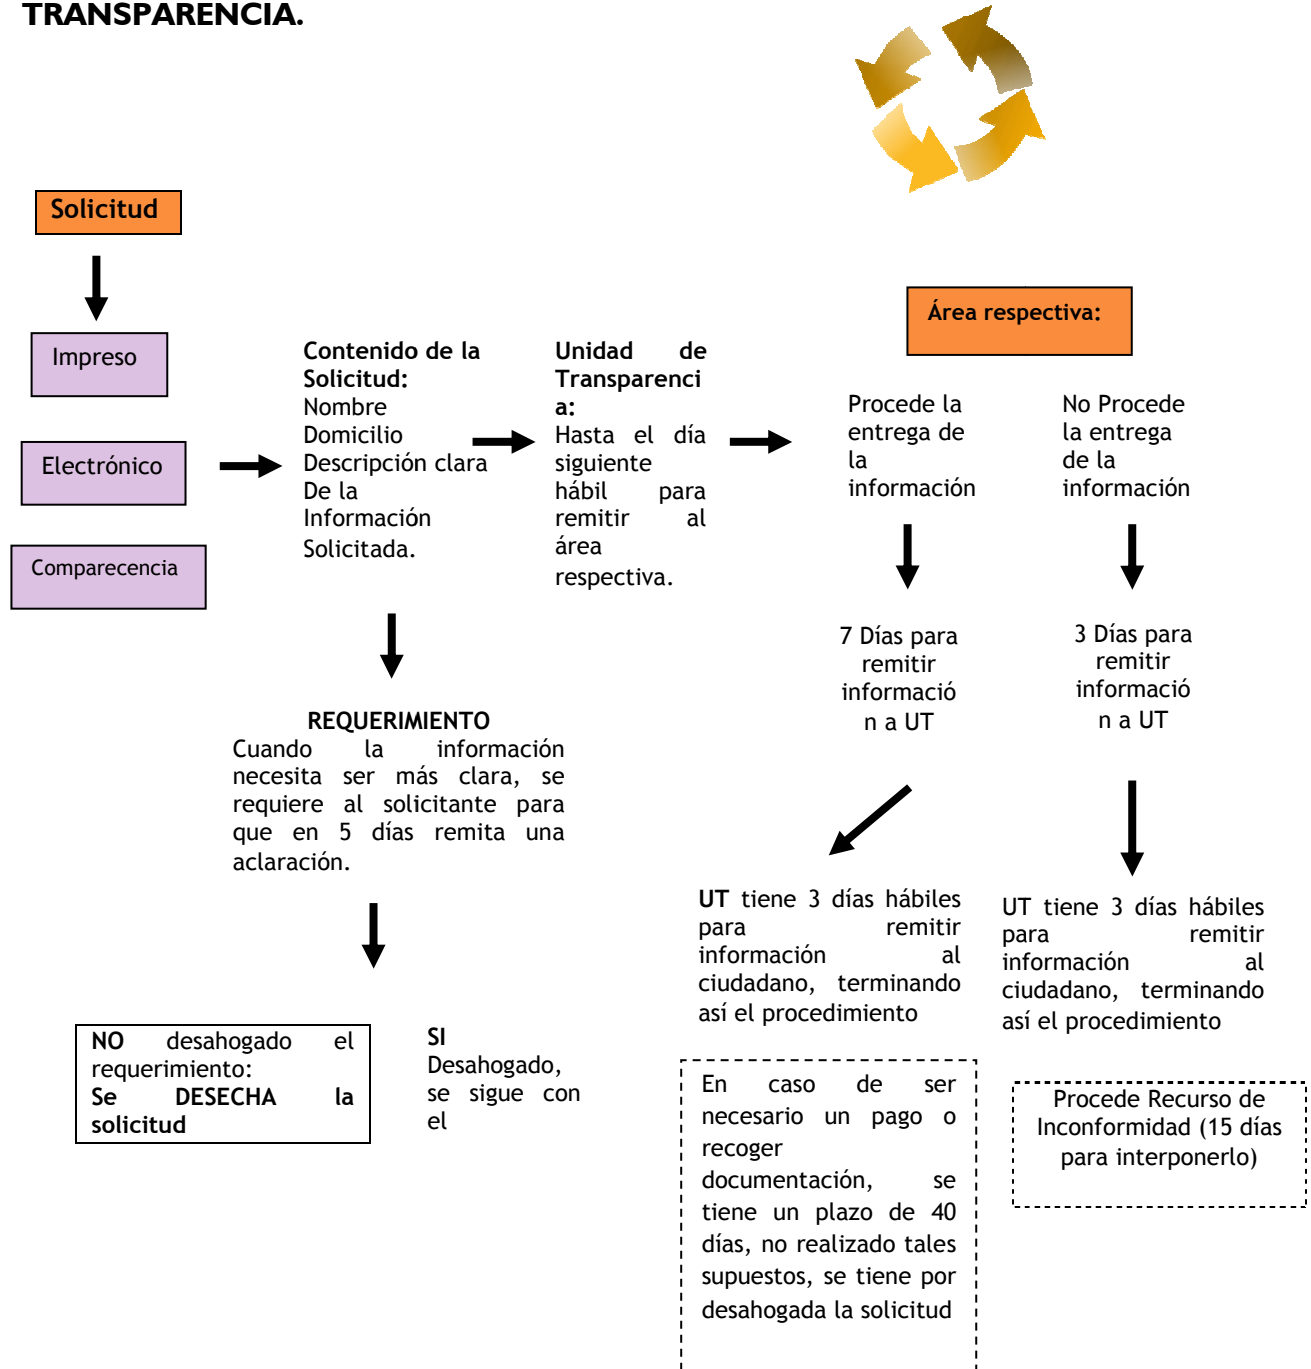 TRANSPARENCIA.
Solicitud
Impreso
Electrónico
Comparecencia
Contenido de la
Solicitud:
Nombre
Domicilio
Descripción clara
De la
Información
Solicitada.
Unidad de
Transparenci
a:
Hasta el día
siguiente
hábil para
remitir al
área
respectiva.
Área respectiva:
Procede la
entrega de
la
información
No Procede
la entrega
de la
información
7 Días para
remitir
informació
n a UT
3 Días para
remitir
informació
n a UT
REQUERIMIENTO
Cuando la información
necesita ser más clara, se
requiere al solicitante para
que en 5 días remita una
aclaración.
NO desahogado el
requerimiento:
Se DESECHA la
solicitud
SI
Desahogado,
se sigue con
el
UT tiene 3 días hábiles
para remitir
información al
ciudadano, terminando
así el procedimiento
UT tiene 3 días hábiles
para remitir
información al
ciudadano, terminando
así el procedimiento
En caso de ser
necesario un pago o
recoger
documentación, se
tiene un plazo de 40
días, no realizado tales
supuestos, se tiene por
desahogada la solicitud
Procede Recurso de
Inconformidad (15 días
para interponerlo)